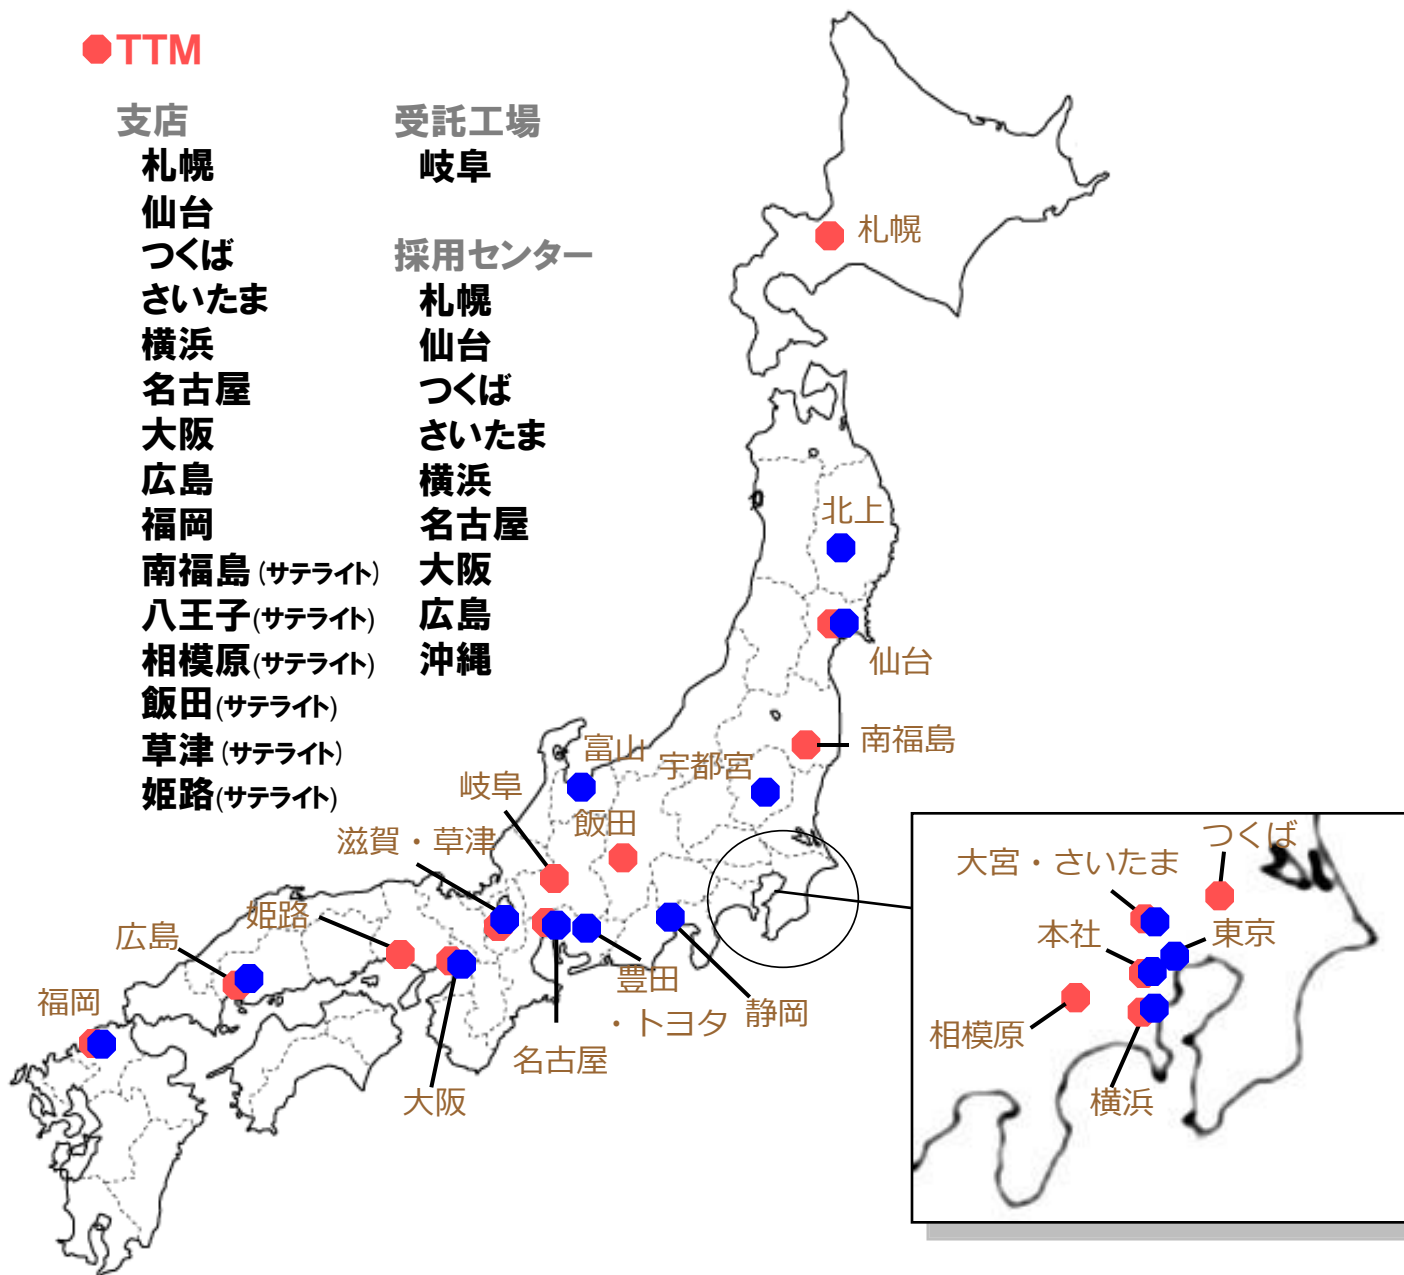 TTM
支店
札幌
仙台
つくば
さいたま
横浜
名古屋
大阪
広島
福岡
南福島(サテライト)
八王子(サテライト)
相模原(サテライト)
飯田(サテライト)
草津(サテライト)
姫路(サテライト)
受託工場
岐阜
採用センター
札幌
仙台
つくば
さいたま
横浜
名古屋
大阪
広島
沖縄
札幌
北上
仙台
南福島
富山
宇都宮
岐阜
飯田
滋賀・草津
姫路
広島
福岡
豊田
・トヨタ
静岡
名古屋
大阪
つくば
大宮・さいたま
本社
東京
相模原
横浜